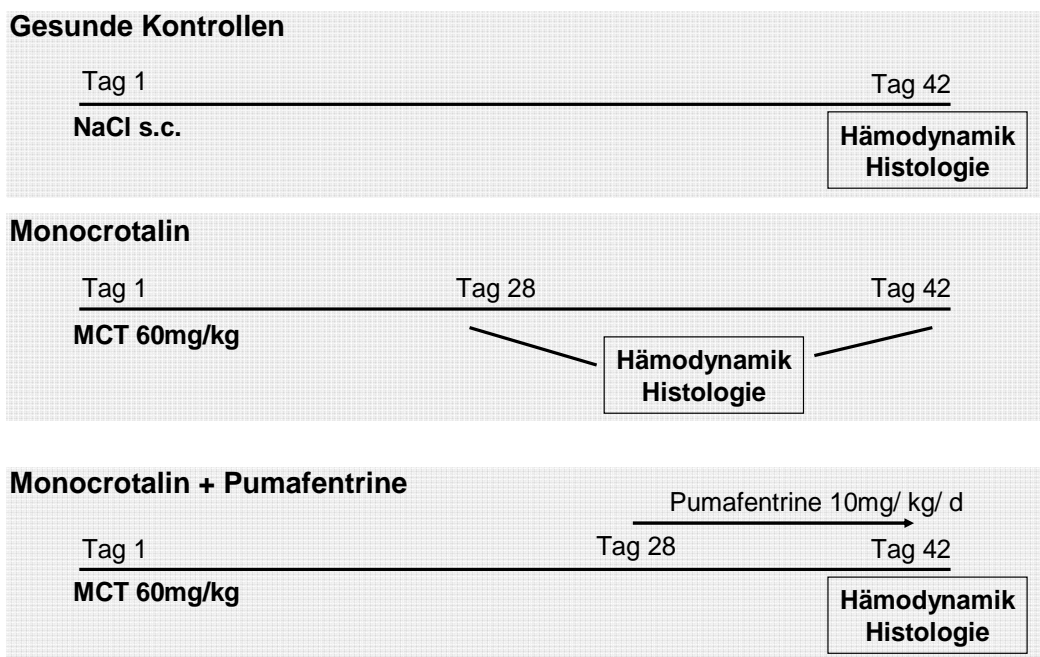 Gesunde Kontrollen
Tag 1
Tag 42
NaCl s.c.
Hämodynamik
Histologie
Monocrotalin
Tag 1
Tag 28
Tag 42
MCT 60mg/kg
Hämodynamik
Histologie
Monocrotalin + Pumafentrine
Pumafentrine 10mg/ kg/ d
Tag 1
Tag 28
Tag 42
MCT 60mg/kg
Hämodynamik
Histologie